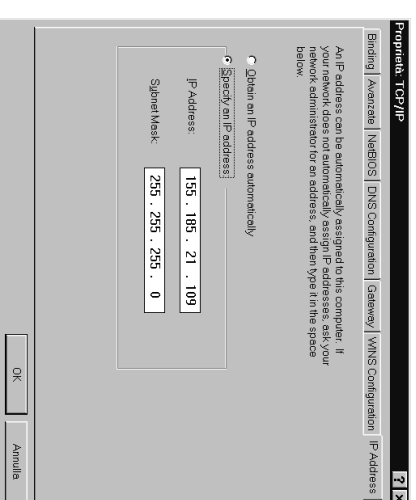 Proprietà: TCP/IP
Binding Avanzate NetBIOS DNS Configuration Gateway WINS Configuration IP Address
An IP address can be automatically assigned to this computer. If
your network does not automatically assign IP addresses, ask your
network administrator for an address, and then type it in the space
below.
Obtain an IP address automatically
Specify an IP address:
IP Address: 155 . 185 . 21 . 109
Subnet Mask: 255 . 255 . 255 . 0
OK Annulla